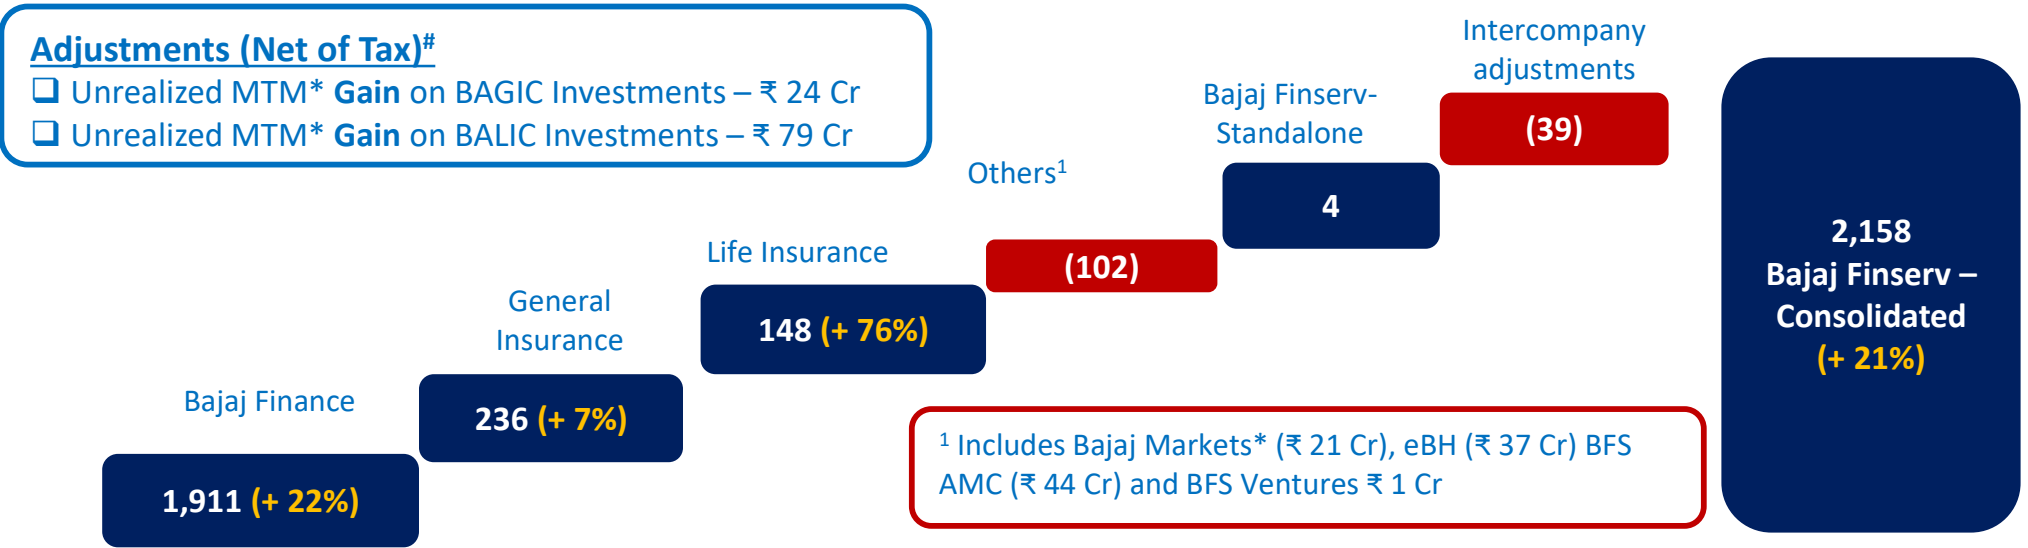 Adjustments (Net of Tax)#
❑ Unrealized MTM* Gain on BAGIC Investments – ₹ 24 Cr
❑ Unrealized MTM* Gain on BALIC Investments – ₹ 79 Cr
Bajaj Finance
1,911 (+ 22%)
General
Insurance
236 (+ 7%)
Life Insurance
148 (+ 76%)
Others¹
(102)
Bajaj Finserv-
Standalone
4
Intercompany
adjustments
(39)
2,158
Bajaj Finserv –
Consolidated
(+ 21%)
¹ Includes Bajaj Markets* (₹ 21 Cr), eBH (₹ 37 Cr) BFS
AMC (₹ 44 Cr) and BFS Ventures ₹ 1 Cr